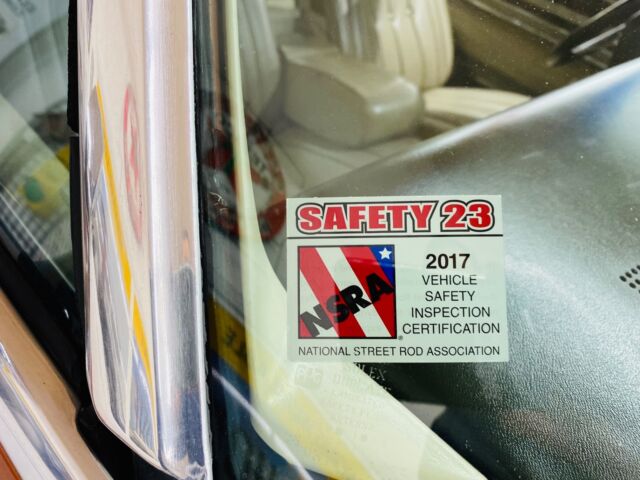 SAFETY 23
NSRA
®
2017
VEHICLE
SAFETY
INSPECTION
CERTIFICATION
NATIONAL STREET ROD ASSOCIATION